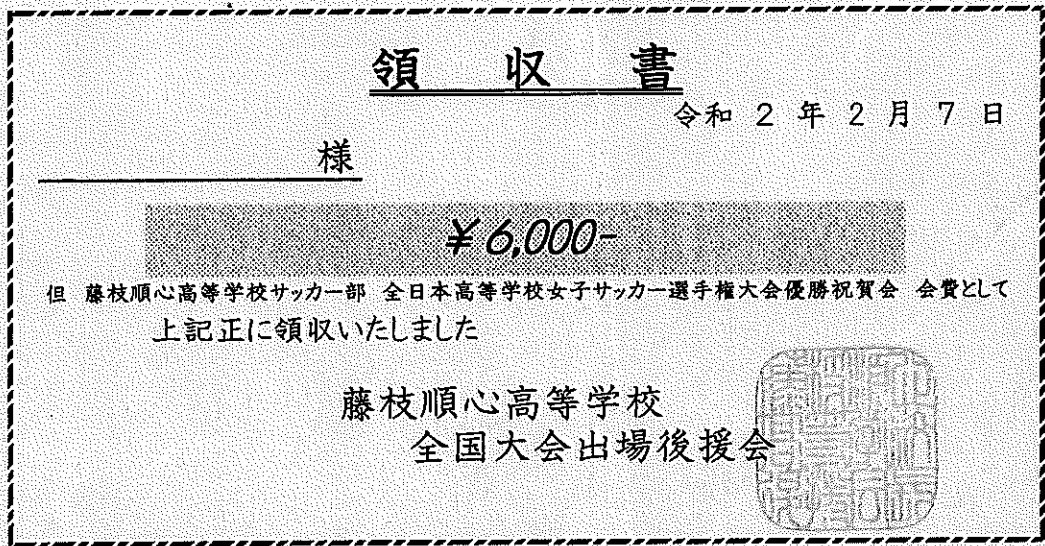 領収書
令和 2 年 2 月 7 日
様
¥6,000-
但 藤枝順心高等学校サッカー部 全日本高等学校女子サッカー選手権大会優勝祝賀会 会費として
上記正に領収いたしました
藤枝順心高等学校
全国大会出場後援会